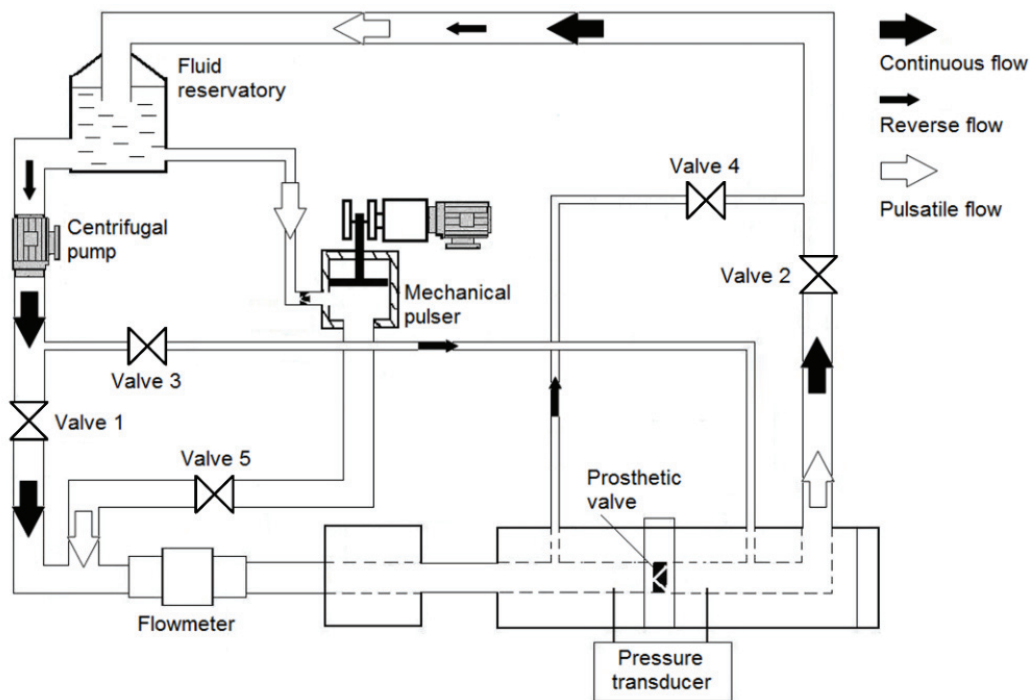 Fluid
reservatory
Continuous flow
Reverse flow
Pulsatile flow
Valve 4
Centrifugal
pump
Mechanical
pulser
Valve 2
Valve 3
Valve 1
Valve 5
Prosthetic
valve
Flowmeter
Pressure
transducer